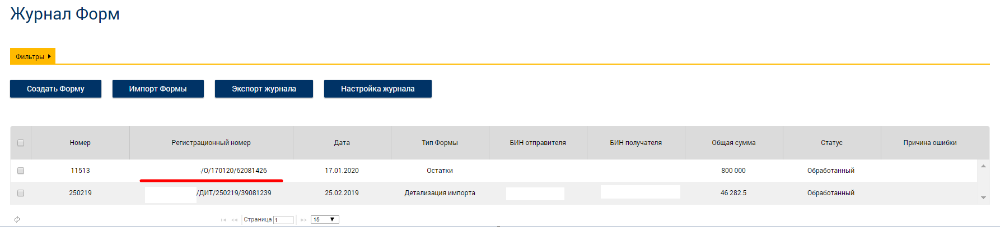 Журнал Форм
Фильтры
Создать Форму Импорт Формы Экспорт журнала Настройка журнала
Номер Регистрационный номер Дата Тип Формы БИН отправителя БИН получателя Общая сумма Статус Причина ошибки
11513 /О/170120/62081426 17.01.2020 Остатки 800 000 Обработанный
250219 /ДИТ/250219/39081239 25.02.2019 Детализация импорта 46 282.5 Обработанный
Страница 1 15